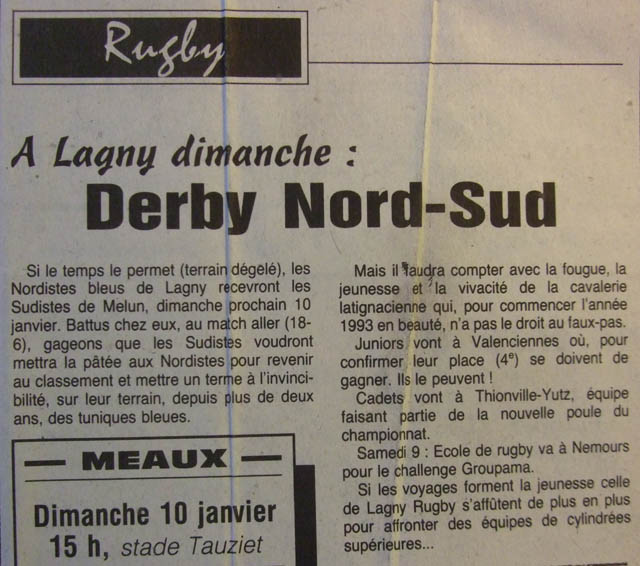 Rugby
A Lagny dimanche :
Derby Nord-Sud
Si le temps le permet (terrain dégelé), les
Nordistes bleus de Lagny recevront les
Sudistes de Melun, dimanche prochain 10
janvier. Battus chez eux, au match aller (18-
6), gageons que les Sudistes voudront
mettra la pâtée aux Nordistes pour revenir
au classement et mettre un terme à l'invinci-
bilité, sur leur terrain, depuis plus de deux
ans, des tuniques bleues.
MEAUX
Dimanche 10 janvier
15 h, stade Tauziet
Mais il faudra compter avec la fougue, la
jeunesse et la vivacité de la cavalerie
latignacienne qui, pour commencer l'année
1993 en beauté, n'a pas le droit au faux-pas.
Juniors vont à Valenciennes où, pour
confirmer leur place (4e) se doivent de
gagner. Ils le peuvent !
Cadets vont à Thionville-Yutz, équipe
faisant partie de la nouvelle poule du
championnat.
Samedi 9 : Ecole de rugby va à Nemours
pour le challenge Groupama.
Si les voyages forment la jeunesse celle
de Lagny Rugby s'affûtent de plus en plus
pour affronter des équipes de cylindrées
supérieures...